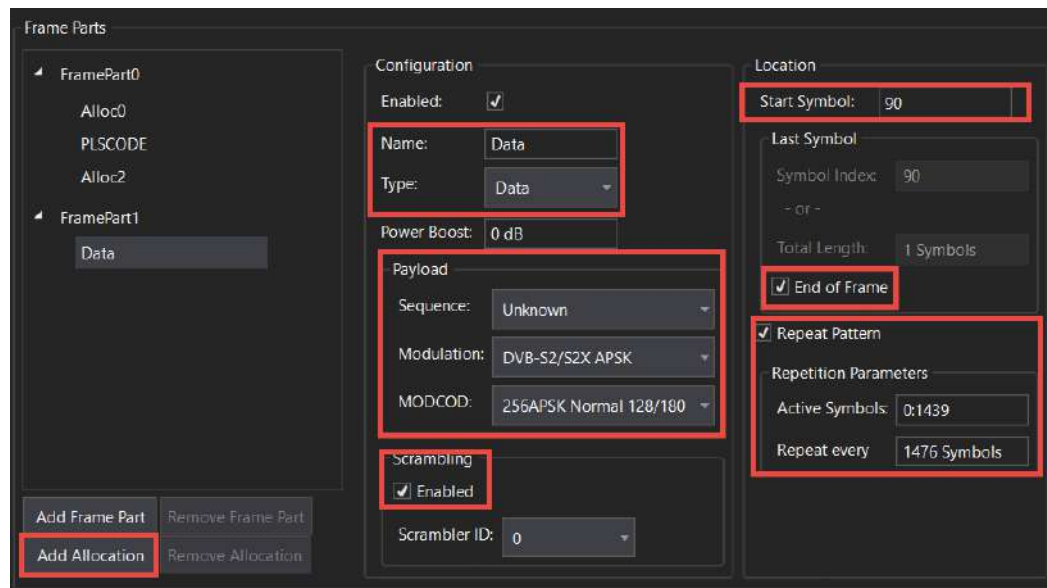 Frame Parts
FramePart0
Alloc0
PLSCODE
Alloc2
FramePart1
Data
Add Frame Part
Remove Frame Part
Add Allocation
Remove Allocation
Configuration
Enabled:
Name: Data
Type: Data
Power Boost: 0 dB
Payload
Sequence: Unknown
Modulation: DVB-S2/S2X APSK
MODCOD: 256APSK Normal 128/180
Scrambling
Enabled
Scrambler ID: 0
Location
Start Symbol: 90
Last Symbol
Symbol Index: 90
- or -
Total Length: 1 Symbols
End of Frame
Repeat Pattern
Repetition Parameters
Active Symbols: 0:1439
Repeat every 1476 Symbols